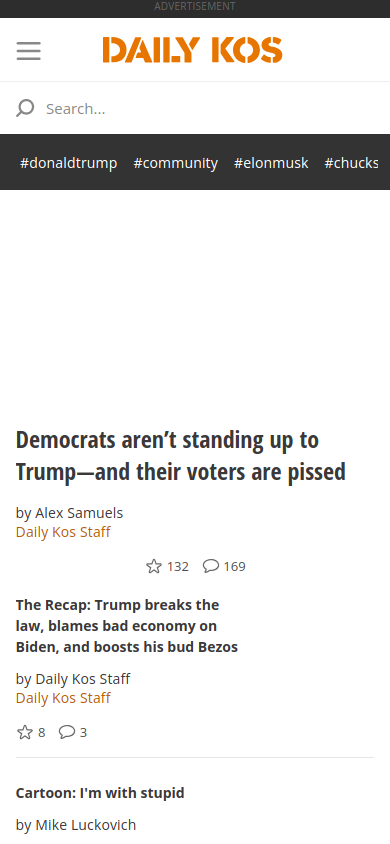 ADVERTISEMENT
DAILY KOS
Search...
#donaldtrump #community #elonmusk #chucks
Democrats aren’t standing up to
Trump—and their voters are pissed
by Alex Samuels
Daily Kos Staff
132 169
The Recap: Trump breaks the
law, blames bad economy on
Biden, and boosts his bud Bezos
by Daily Kos Staff
Daily Kos Staff
8 3
Cartoon: I'm with stupid
by Mike Luckovich